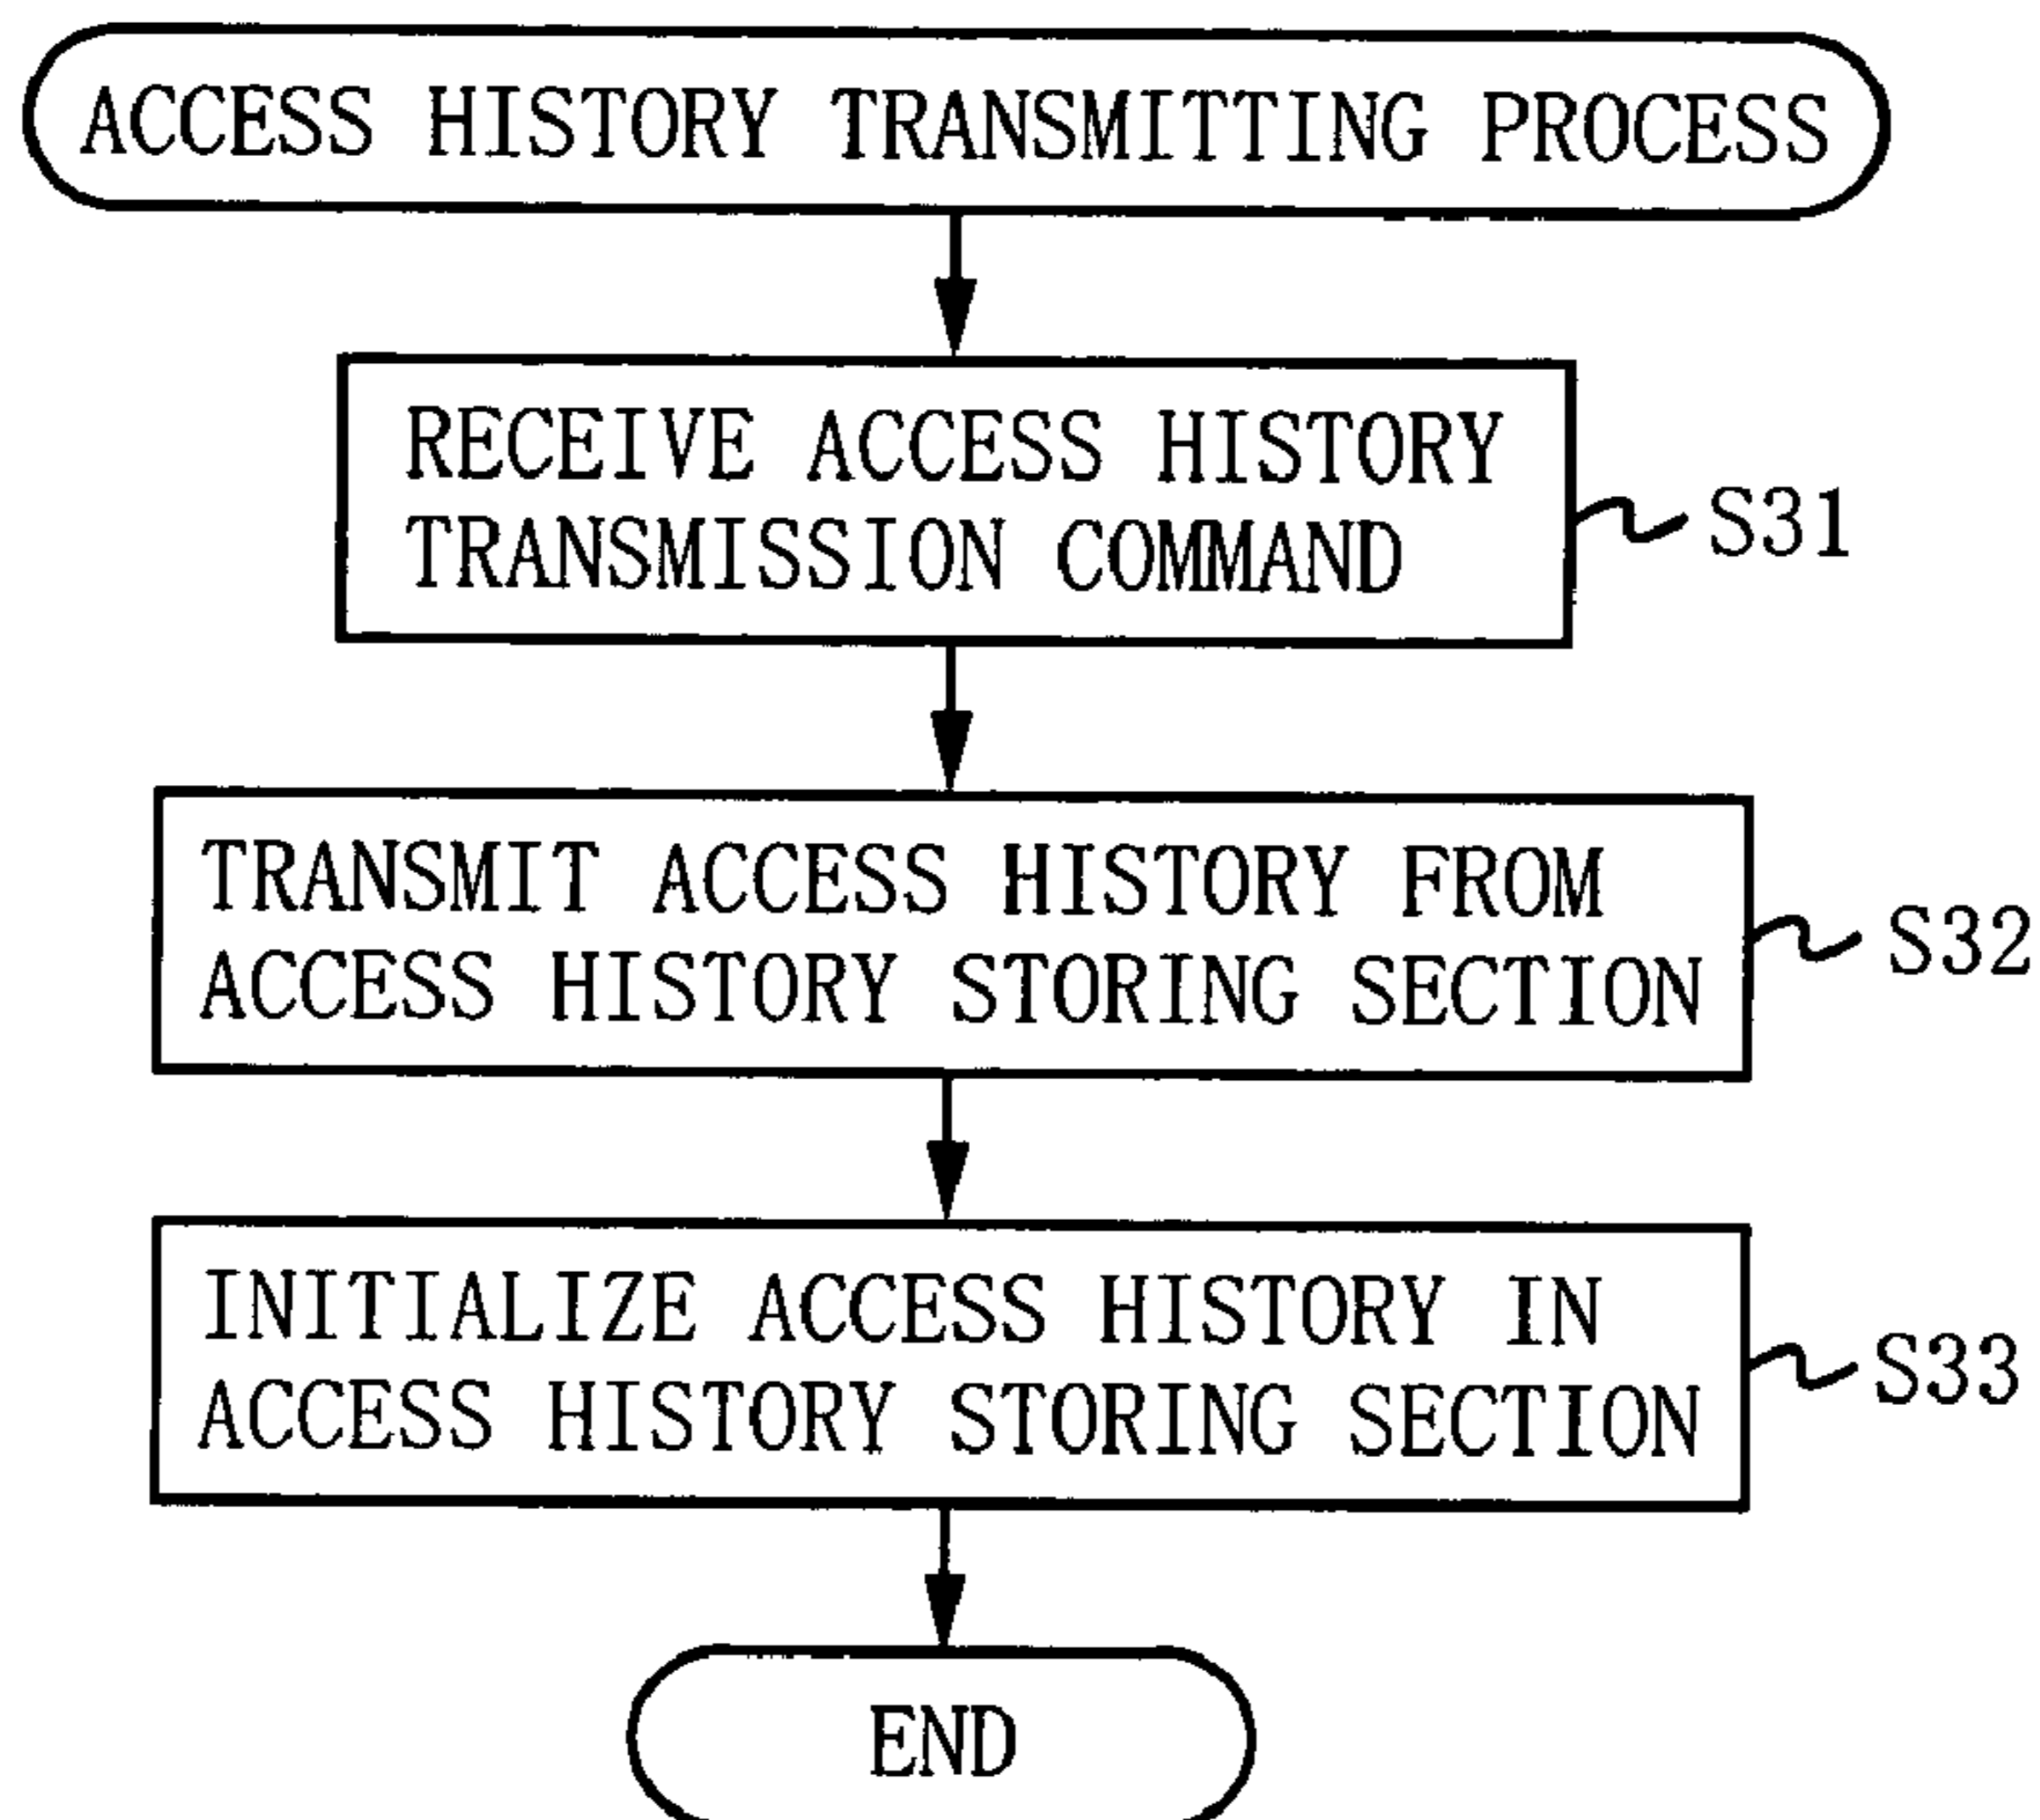 ACCESS HISTORY TRANSMITTING PROCESS
RECEIVE ACCESS HISTORY
TRANSMISSION COMMAND
S31
TRANSMIT ACCESS HISTORY FROM
ACCESS HISTORY STORING SECTION
S32
INITIALIZE ACCESS HISTORY IN
ACCESS HISTORY STORING SECTION
S33
END